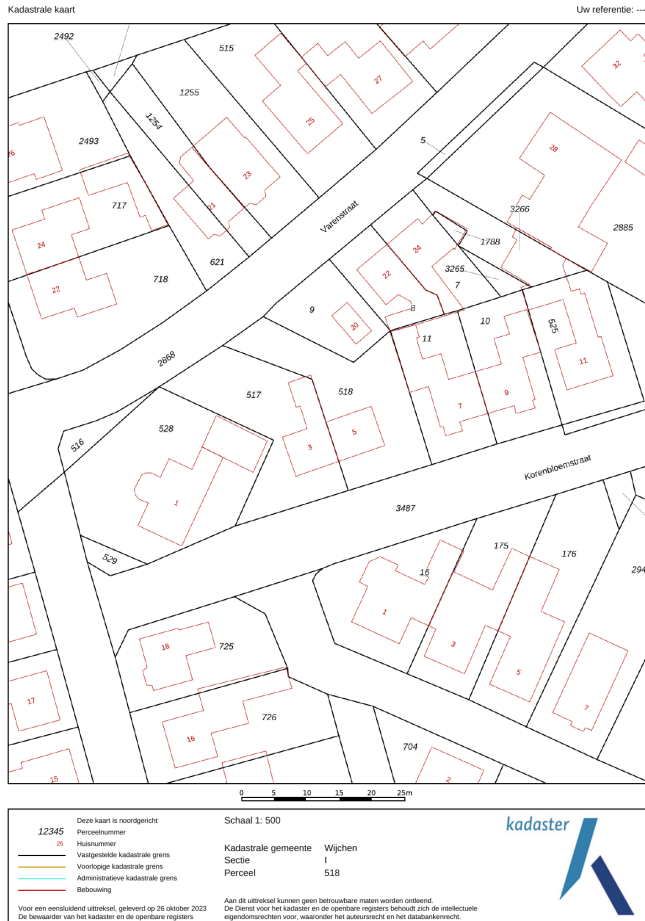 Kadastrale kaart
Uw referentie: ---
2492
515
32
27
1255
25
1254
5
28
26
2493
23
21
3266
717
Varenstraat
2885
24
24
1788
621
22
3265
718
7
22
9
8
20
10
525
11
2868
11
517
518
7
9
528
5
516
3
Korenbloemstraat
1
3487
175
176
529
16
294
1
3
18
725
5
17
7
726
16
704
15
2
0 5 10 15 20 25m
Deze kaart is noordgericht
12345 Perceelnummer
25 Huisnummer
Vastgestelde kadastrale grens
Voorlopige kadastrale grens
Administratieve kadastrale grens
Bebouwing
Voor een eensluidend uittreksel, geleverd op 26 oktober 2023
De bewaarder van het kadaster en de openbare registers
Schaal 1: 500
Kadastrale gemeente Wijchen
Sectie I
Perceel 518
Aan dit uittreksel kunnen geen betrouwbare maten worden ontleend.
De Dienst voor het kadaster en de openbare registers behoudt zich de intellectuele
eigendomsrechten voor, waaronder het auteursrecht en het databankenrecht.
kadaster